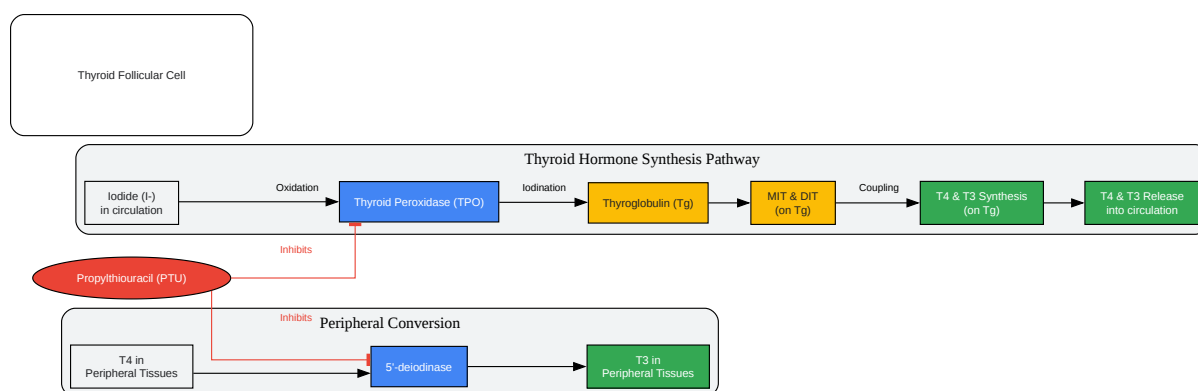 Thyroid Follicular Cell
Thyroid Hormone Synthesis Pathway
Iodide (I-)
in circulation
Oxidation
Thyroid Peroxidase (TPO)
Iodination
Thyroglobulin (Tg)
MIT & DIT
(on Tg)
Coupling
T4 & T3 Synthesis
(on Tg)
T4 & T3 Release
into circulation
Inhibits
Propylthiouracil (PTU)
Inhibits
Peripheral Conversion
T4 in
Peripheral Tissues
5'-deiodinase
T3 in
Peripheral Tissues